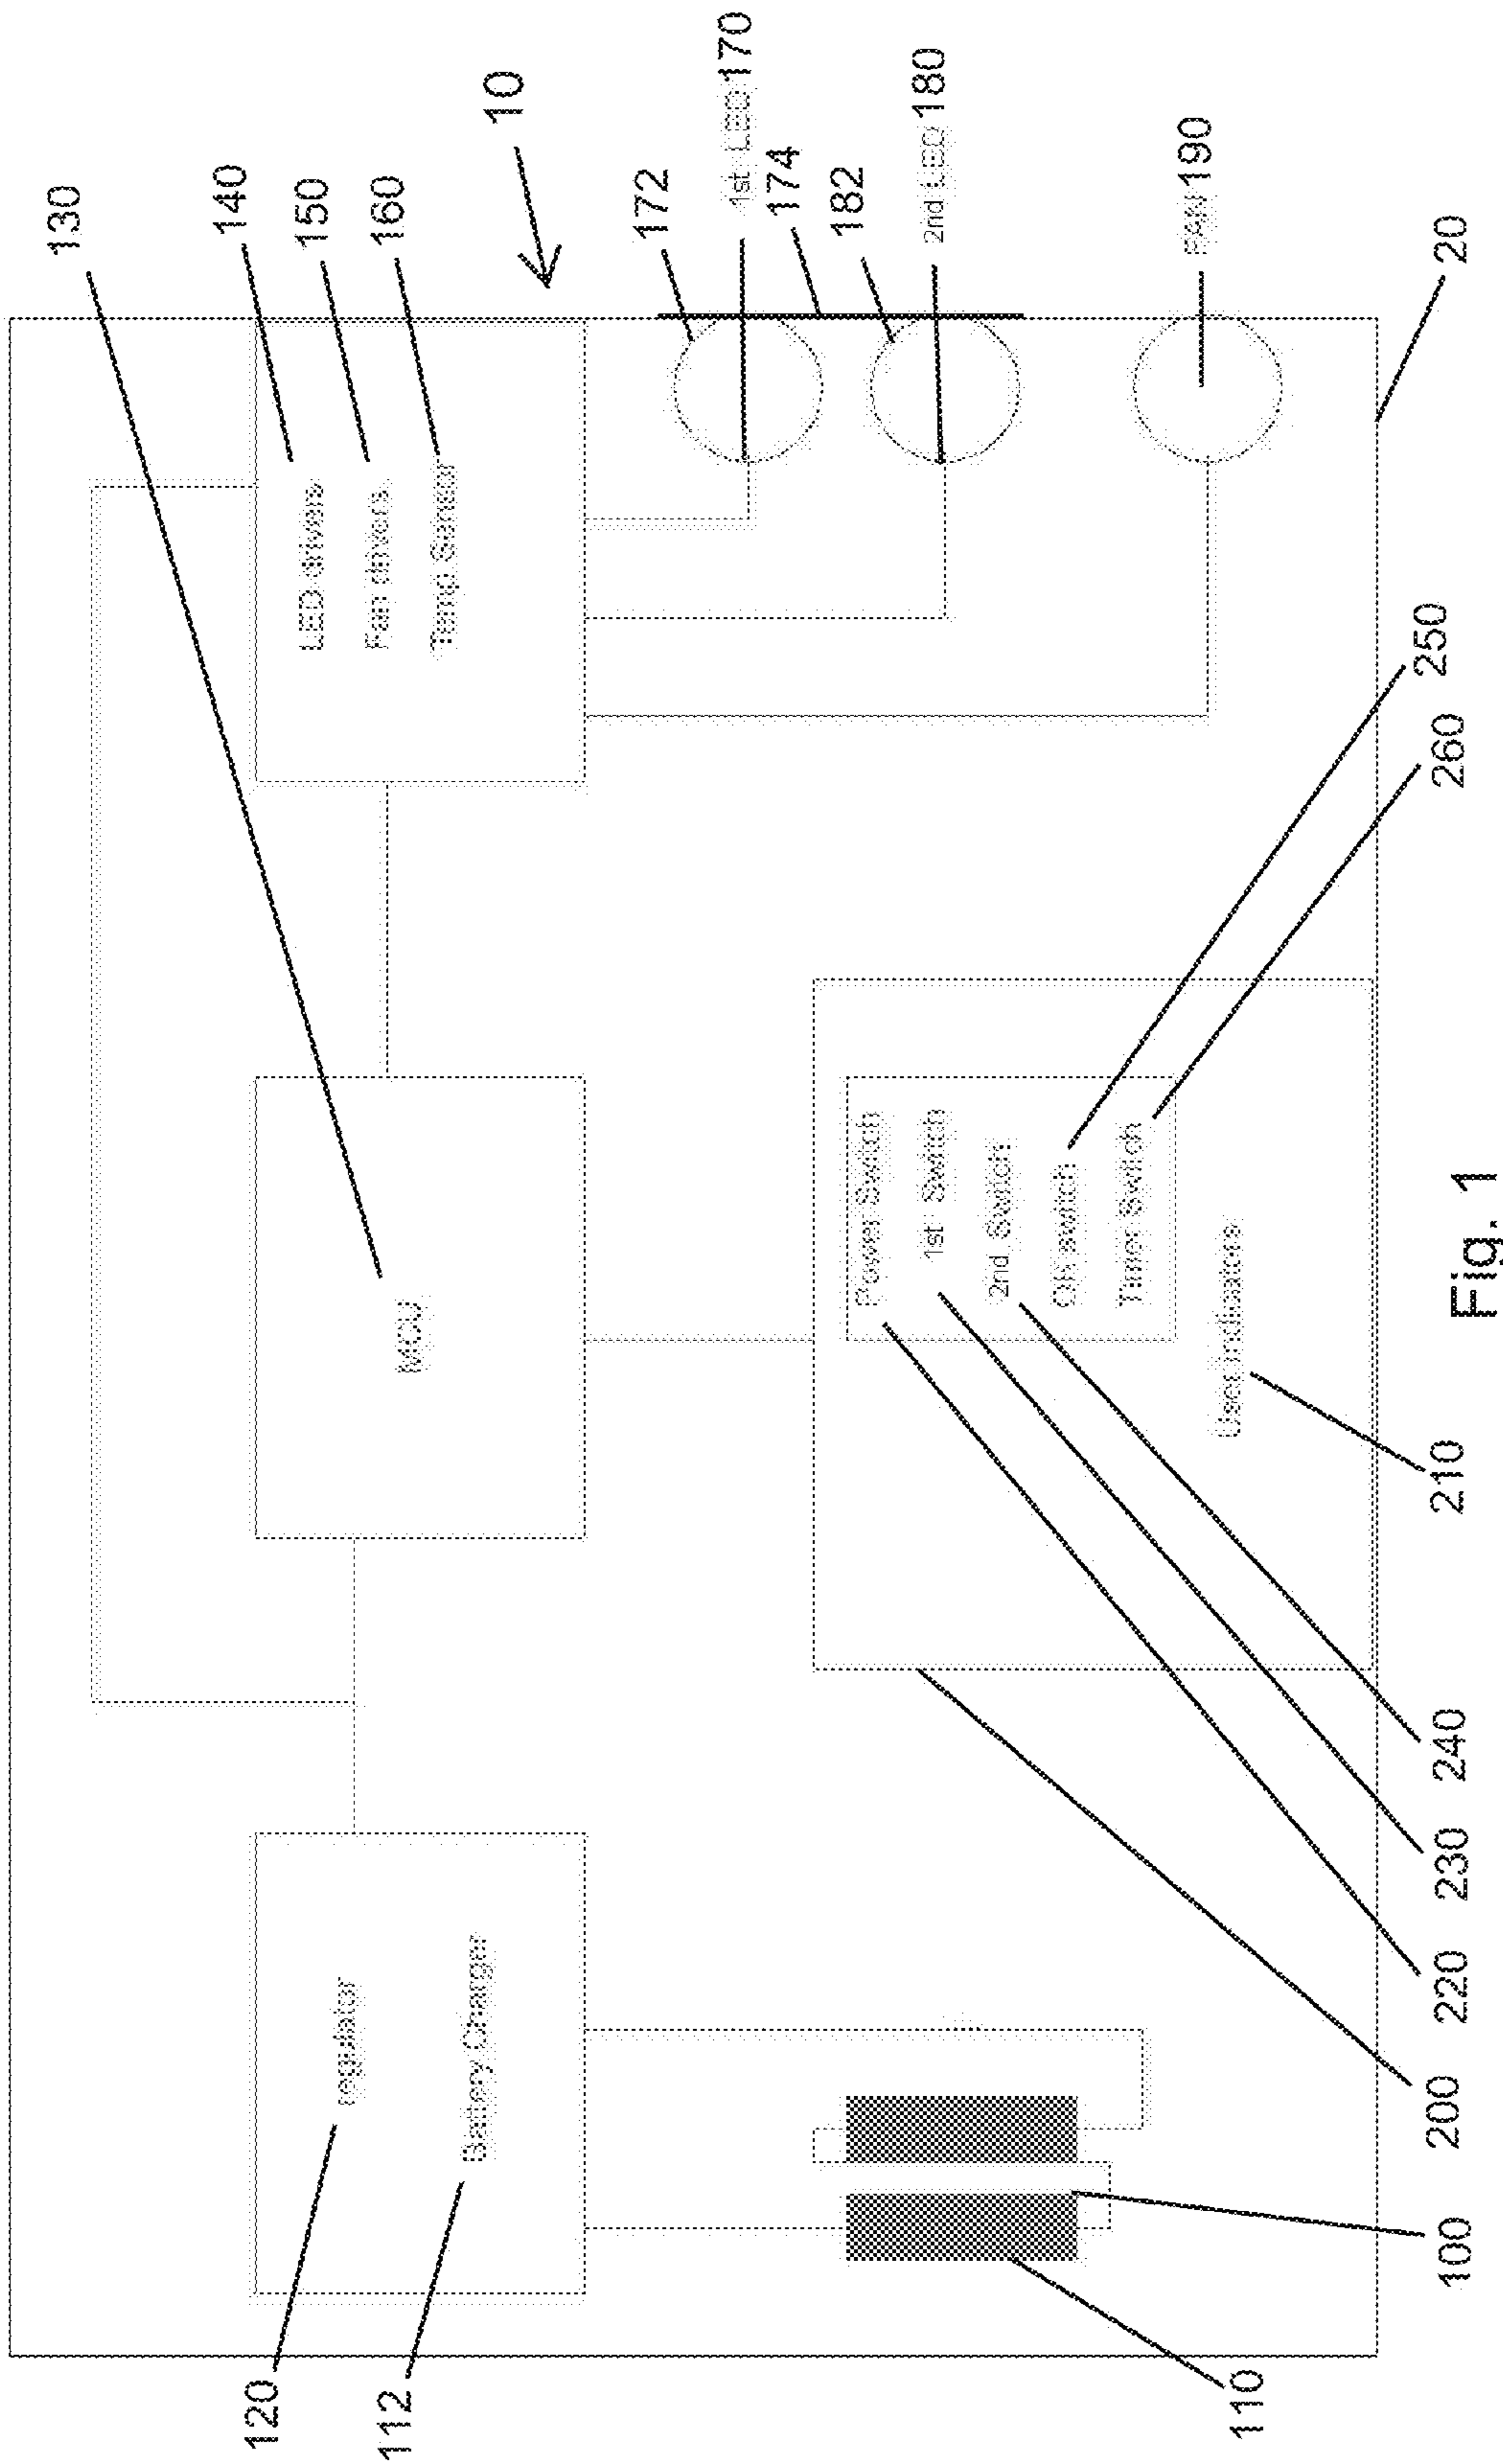 130
140
150
160
10
172
1st LED 170
174
182
2nd LED 180
FAN 190
20
LED drivers
Fan drivers
Temp Sensor
MCU
regulator
Battery Charger
120
112
Power Switch
1st Switch
2nd Switch
Timer Switch
User indicators
250
260
110
100
200
220
230
240
210
Fig. 1